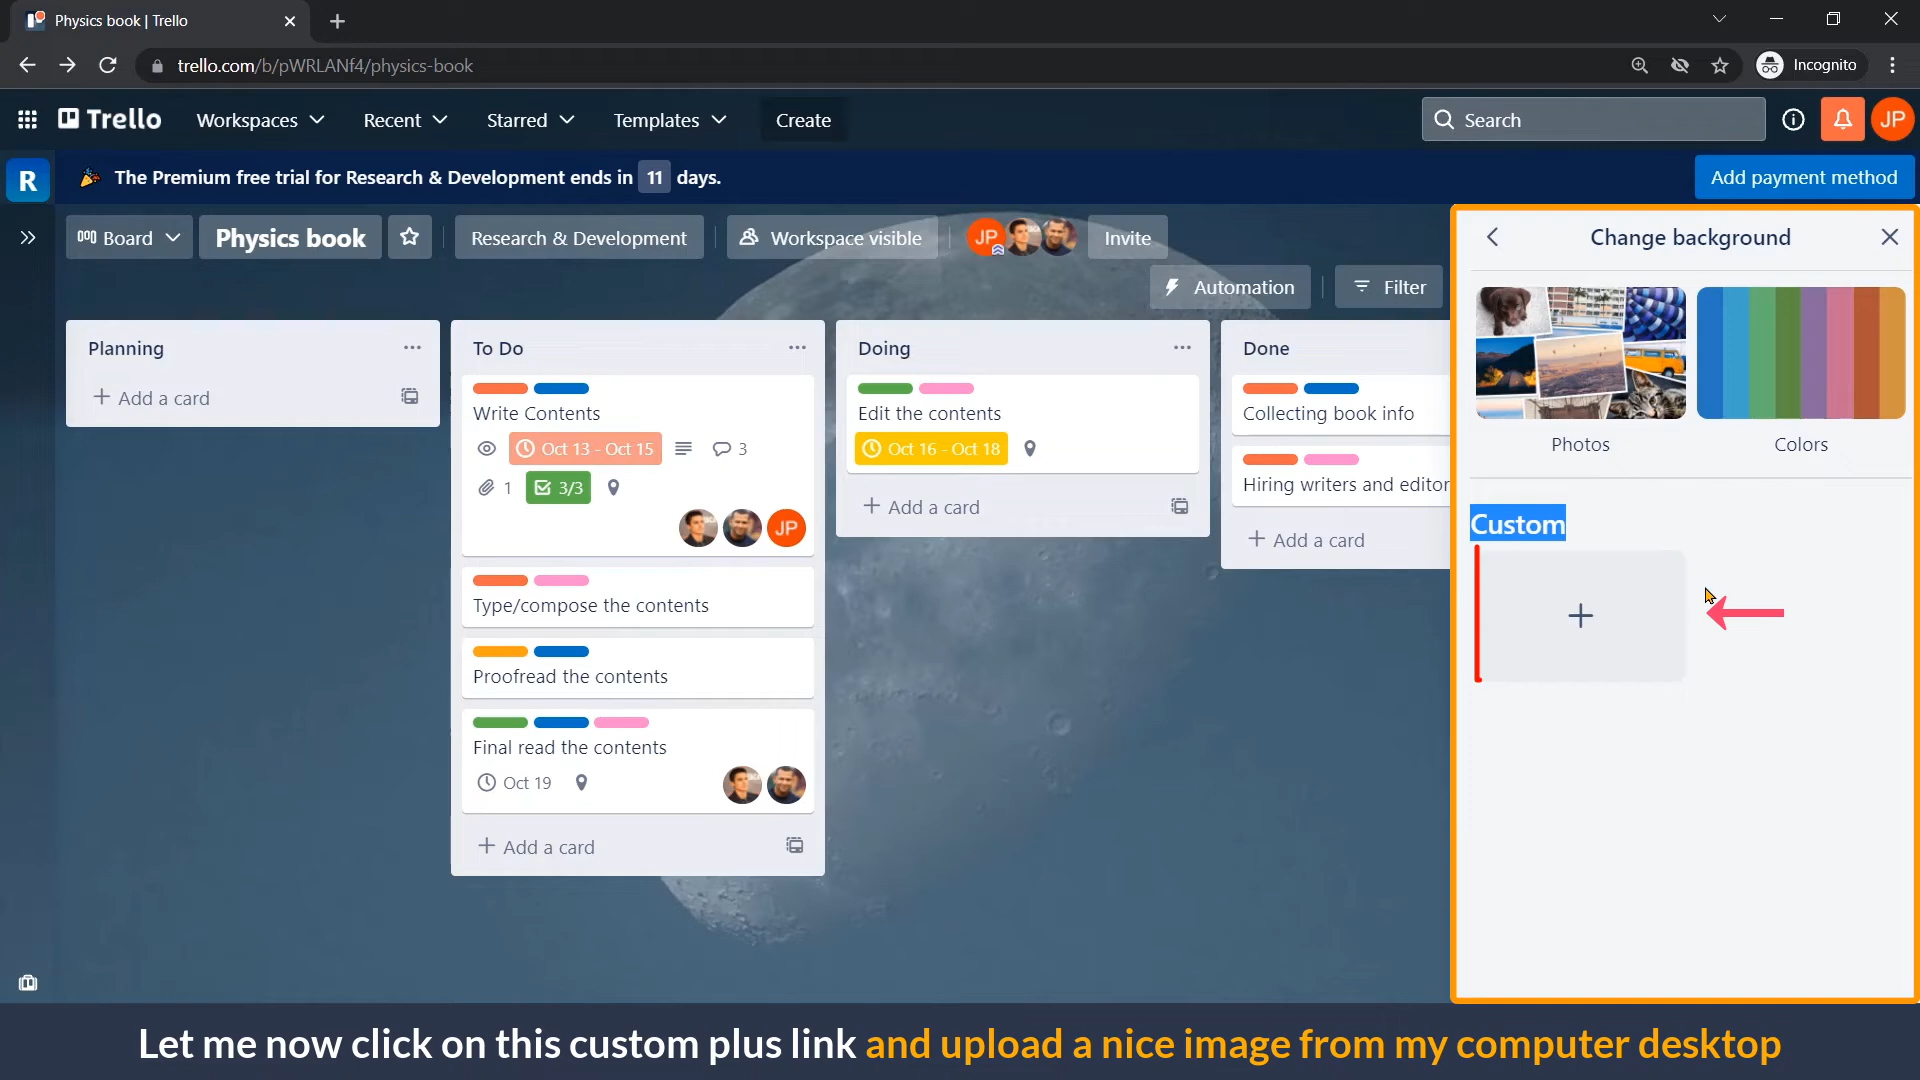 Physics book | Trello
trello.com/b/pWRLANf4/physics-book
Incognito
Trello
Workspaces
Recent
Starred
Templates
Create
Search
JP
R
The Premium free trial for Research & Development ends in 11 days.
Add payment method
Board
Physics book
Research & Development
Workspace visible
JP
Invite
Automation
Filter
Planning
Add a card
To Do
Write Contents
Oct 13 - Oct 15
3
1
3/3
JP
Type/compose the contents
Proofread the contents
Final read the contents
Oct 19
Add a card
Doing
Edit the contents
Oct 16 - Oct 18
Add a card
Done
Collecting book info
Hiring writers and editor
Add a card
Change background
Photos
Colors
Custom
Let me now click on this custom plus link and upload a nice image from my computer desktop